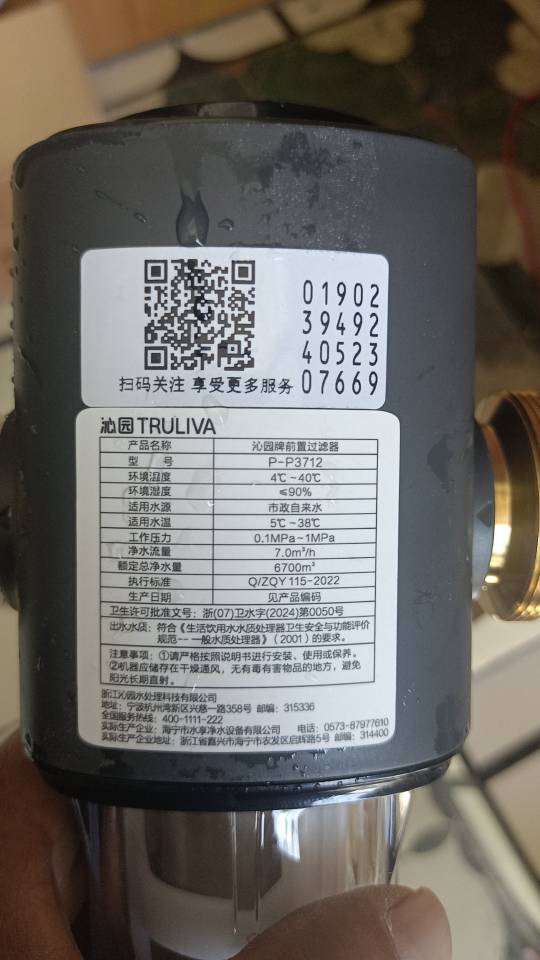 01902
39492
40523
07669
扫码关注 享受更多服务
沁园 TRULIVA
产品名称 沁园牌前置过滤器
型 号 P-P3712
环境温度 4℃~40℃
环境湿度 ≤90%
适用水源 市政自来水
适用水温 5℃~38℃
工作压力 0.1MPa~1MPa
净水流量 7.0m³/h
额定总净水量 6700m³
执行标准 Q/ZQY 115-2022
生产日期 见产品编码
卫生许可批准文号：浙(07)卫水字(2024)第0050号
出水水质：符合《生活饮用水水质处理器卫生安全与功能评价
规范--一般水质处理器》（2001）的要求。
注意事项：①请严格按照说明书进行安装、使用或保养。
②机器应储存在干燥通风，无有毒有害物品的地方，避免
阳光长期直射。
浙江沁园水处理科技有限公司
地址：宁波杭州湾新区兴慈一路358号 邮编：315336
全国服务热线：400-1111-222
实际生产企业：海宁市水享净水设备有限公司 电话：0573-87977610
实际生产企业地址：浙江省嘉兴市海宁市农发区启辉路5号 邮编：314400